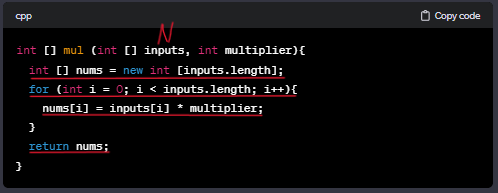 cpp Copy code
N
int [] mul (int [] inputs, int multiplier){
int [] nums = new int [inputs.length];
for (int i = 0; i < inputs.length; i++){
nums[i] = inputs[i] * multiplier;
}
return nums;
}